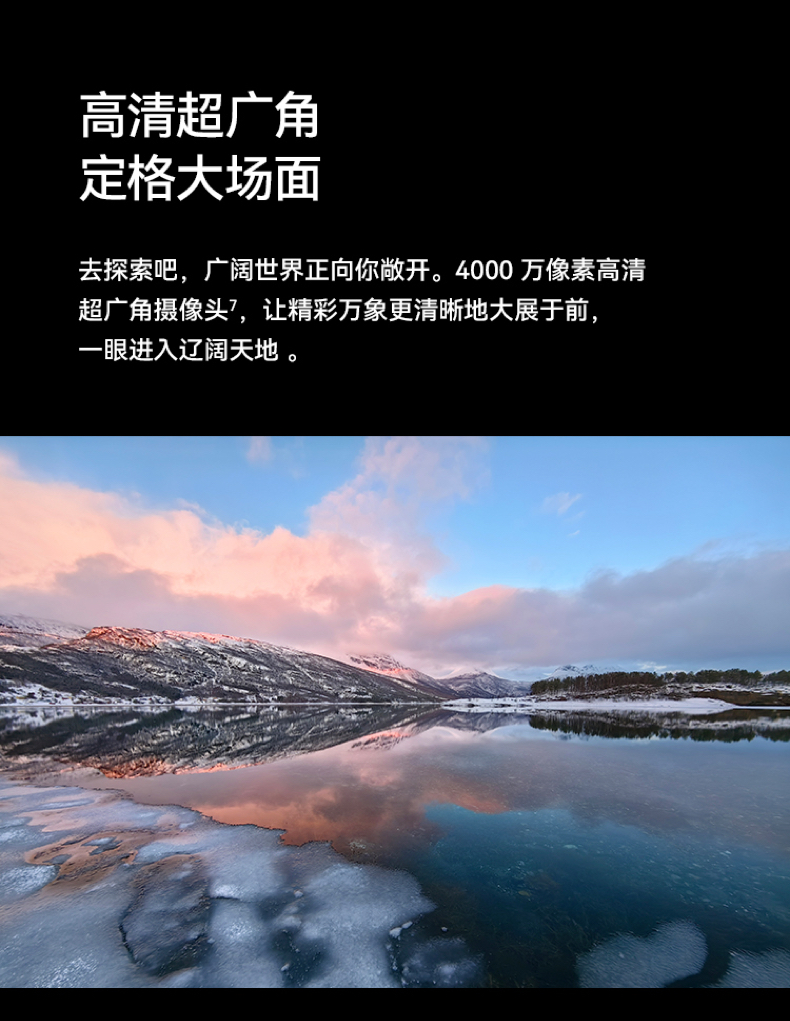 高清超广角
定格大场面
去探索吧，广阔世界正向你敞开。4000 万像素高清
超广角摄像头7，让精彩万象更清晰地大展于前，
一眼进入辽阔天地 。